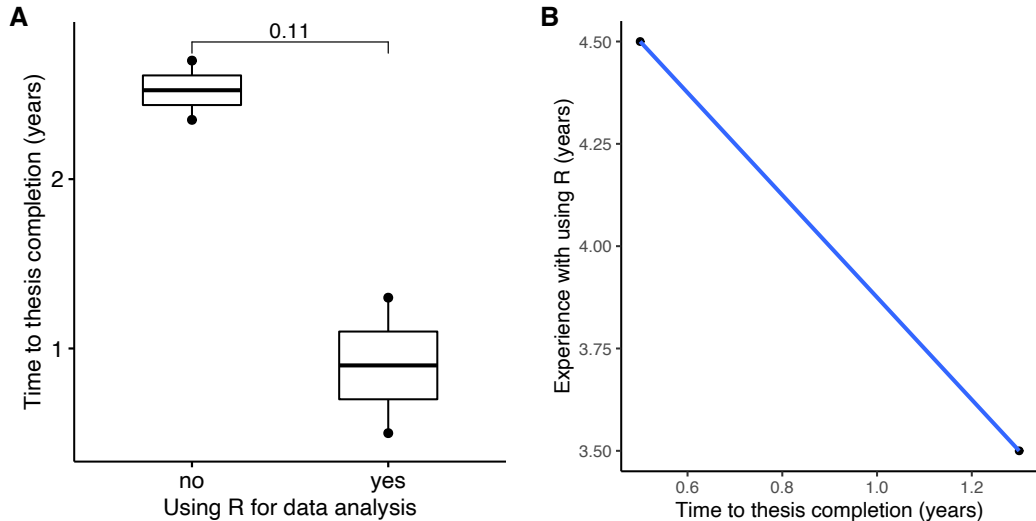 A
0.11
Time to thesis completion (years)
2
1
no
yes
Using R for data analysis
B
Experience with using R (years)
4.50
4.25
4.00
3.75
3.50
0.6
0.8
1.0
1.2
Time to thesis completion (years)